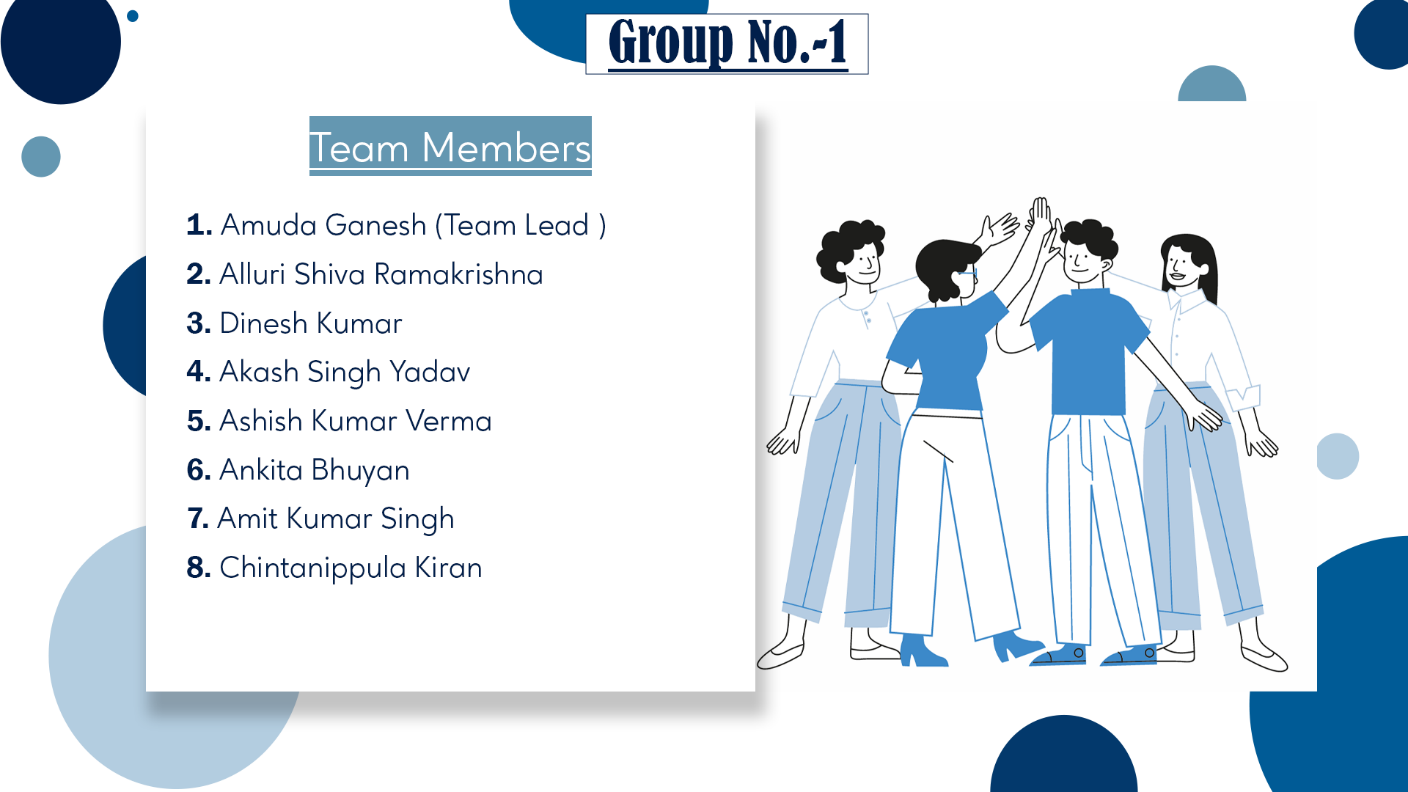 Group No.-1
Team Members
1. Amuda Ganesh (Team Lead )
2. Alluri Shiva Ramakrishna
3. Dinesh Kumar
4. Akash Singh Yadav
5. Ashish Kumar Verma
6. Ankita Bhuyan
7. Amit Kumar Singh
8. Chintanippula Kiran